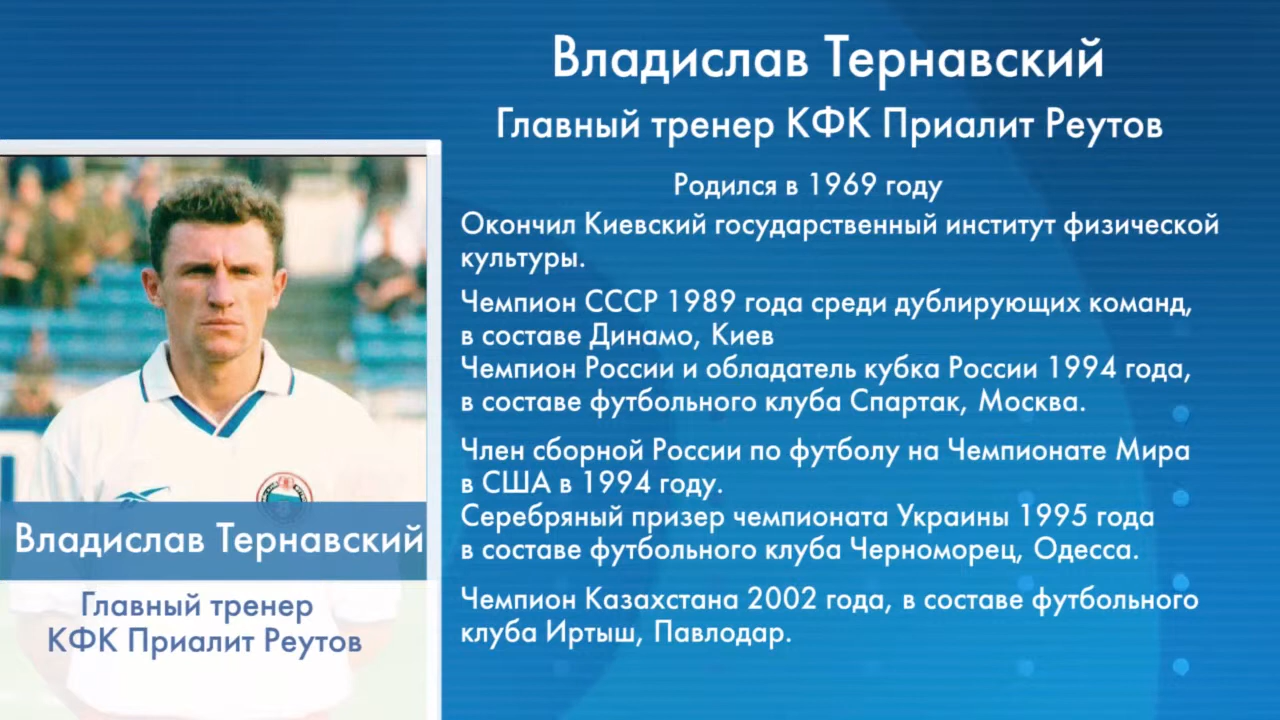 Владислав Тернавский
Главный тренер КФК Приалит Реутов
Родился в 1969 году
Окончил Киевский государственный институт физической
культуры.
Чемпион СССР 1989 года среди дублирующих команд,
в составе Динамо, Киев
Чемпион России и обладатель кубка России 1994 года,
в составе футбольного клуба Спартак, Москва.
Член сборной России по футболу на Чемпионате Мира
в США в 1994 году.
Серебряный призер чемпионата Украины 1995 года
в составе футбольного клуба Черноморец, Одесса.
Чемпион Казахстана 2002 года, в составе футбольного
клуба Иртыш, Павлодар.
Владислав Тернавский
Главный тренер
КФК Приалит Реутов